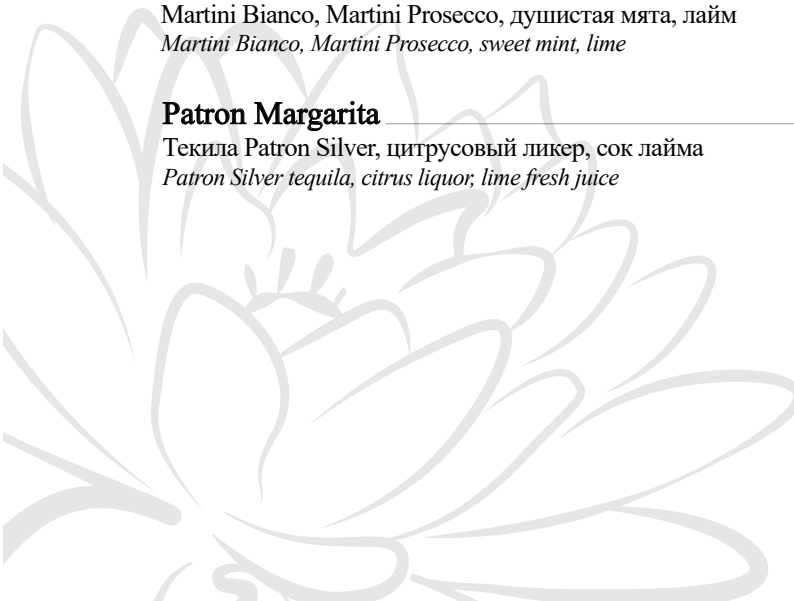 Martini Bianco, Martini Prosecco, душистая мята, лайм
Martini Bianco, Martini Prosecco, sweet mint, lime
Patron Margarita
Текила Patron Silver, цитрусовый ликер, сок лайма
Patron Silver tequila, citrus liquor, lime fresh juice